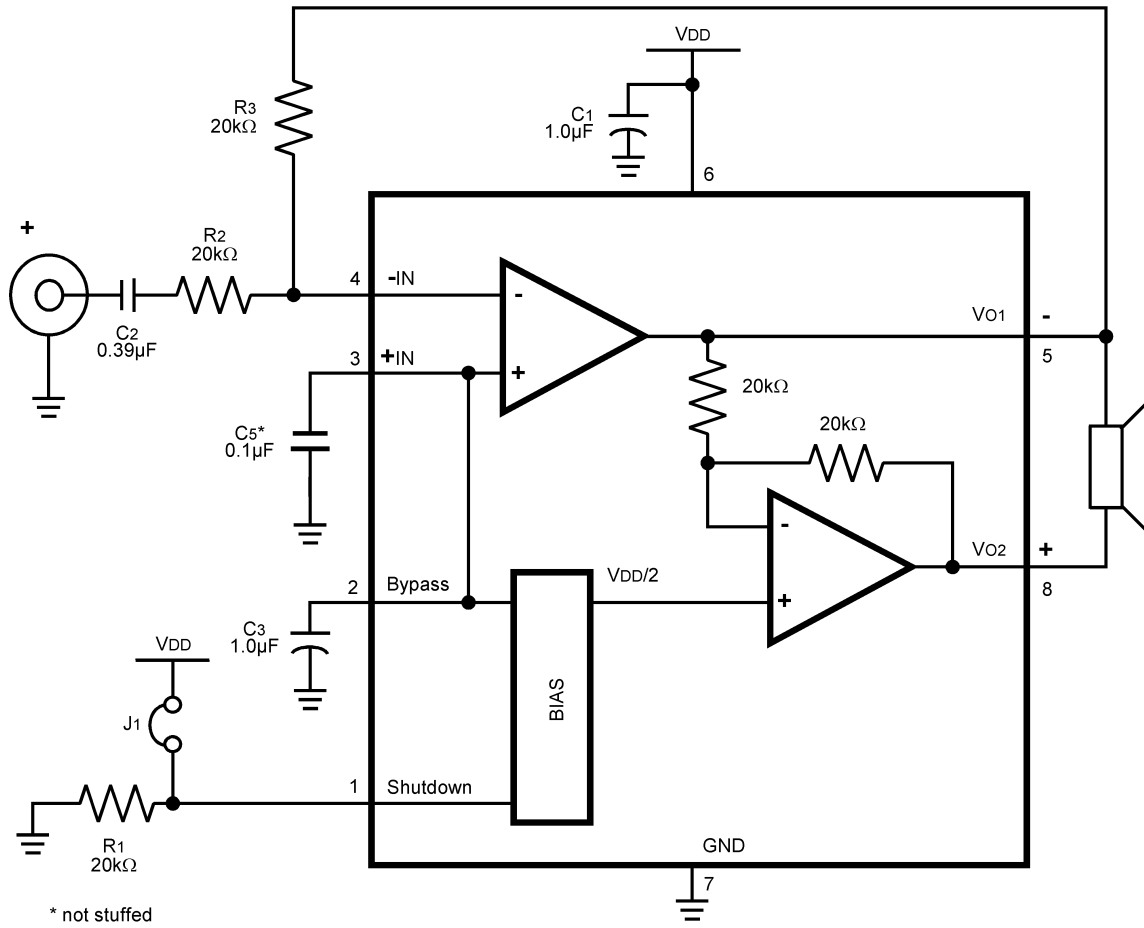 VDD
C1
1.0µF
R3
20kΩ
6
+
R2
20kΩ
4
-IN
-
C2
0.39µF
3
+IN
+
VO1
-
5
20kΩ
20kΩ
C5*
0.1µF
-
2
Bypass
VDD/2
+
VO2
+
8
C3
1.0µF
VDD
J1
BIAS
1
Shutdown
R1
20kΩ
GND
7
* not stuffed